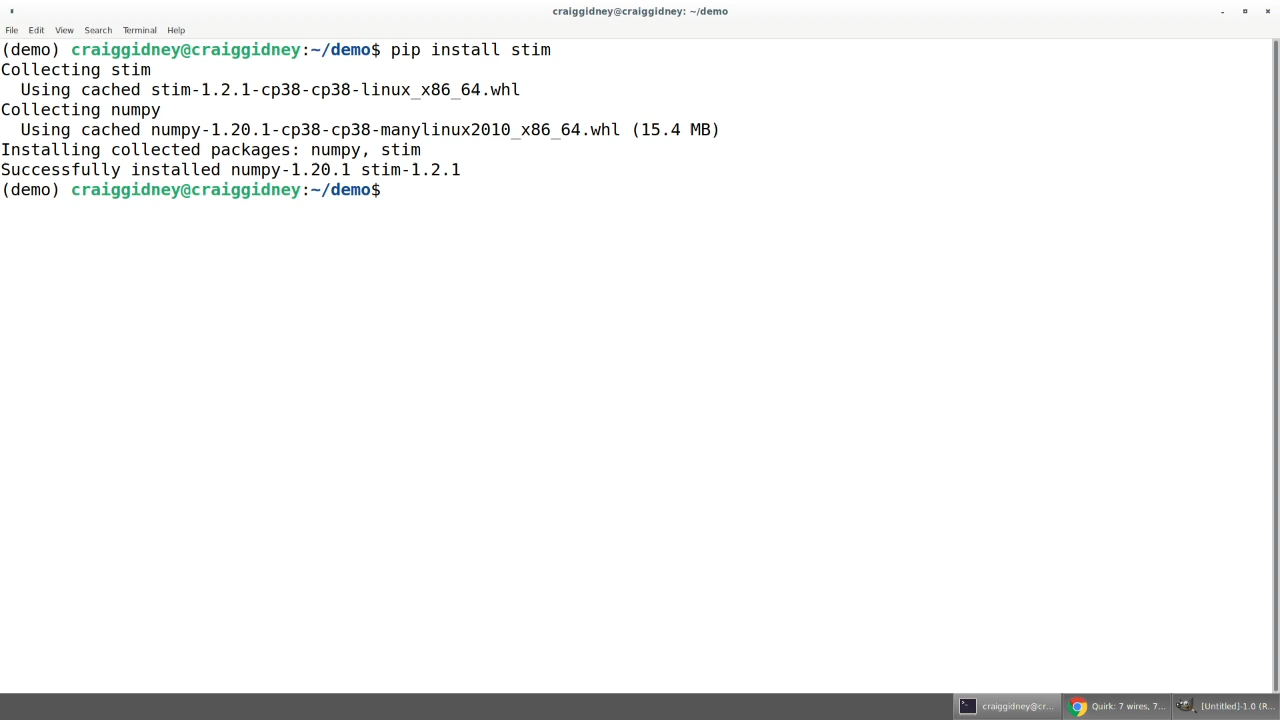 craiggidney@craiggidney: ~/demo
File Edit View Search Terminal Help
(demo) craiggidney@craiggidney:~/demo$ pip install stim
Collecting stim
  Using cached stim-1.2.1-cp38-cp38-linux_x86_64.whl
Collecting numpy
  Using cached numpy-1.20.1-cp38-cp38-manylinux2010_x86_64.whl (15.4 MB)
Installing collected packages: numpy, stim
Successfully installed numpy-1.20.1 stim-1.2.1
(demo) craiggidney@craiggidney:~/demo$
craiggidney@cr... Quirk: 7 wires, 7... [Untitled]-1.0 (R...